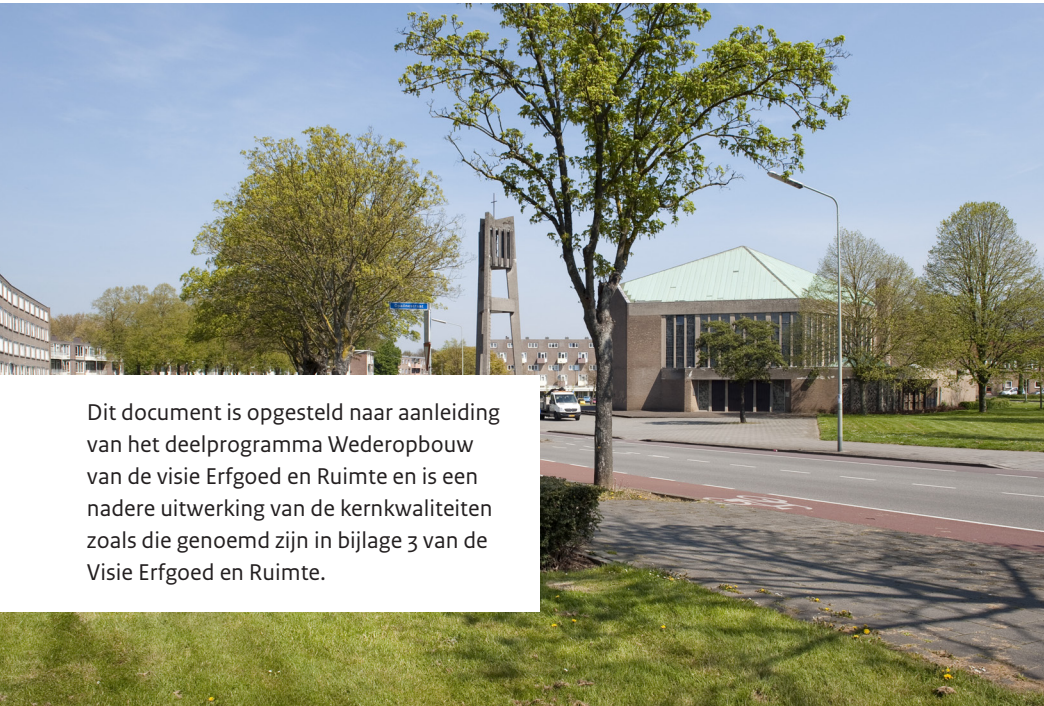 Dit document is opgesteld naar aanleiding
van het deelprogramma Wederopbouw
van de visie Erfgoed en Ruimte en is een
nadere uitwerking van de kernkwaliteiten
zoals die genoemd zijn in bijlage 3 van de
Visie Erfgoed en Ruimte.